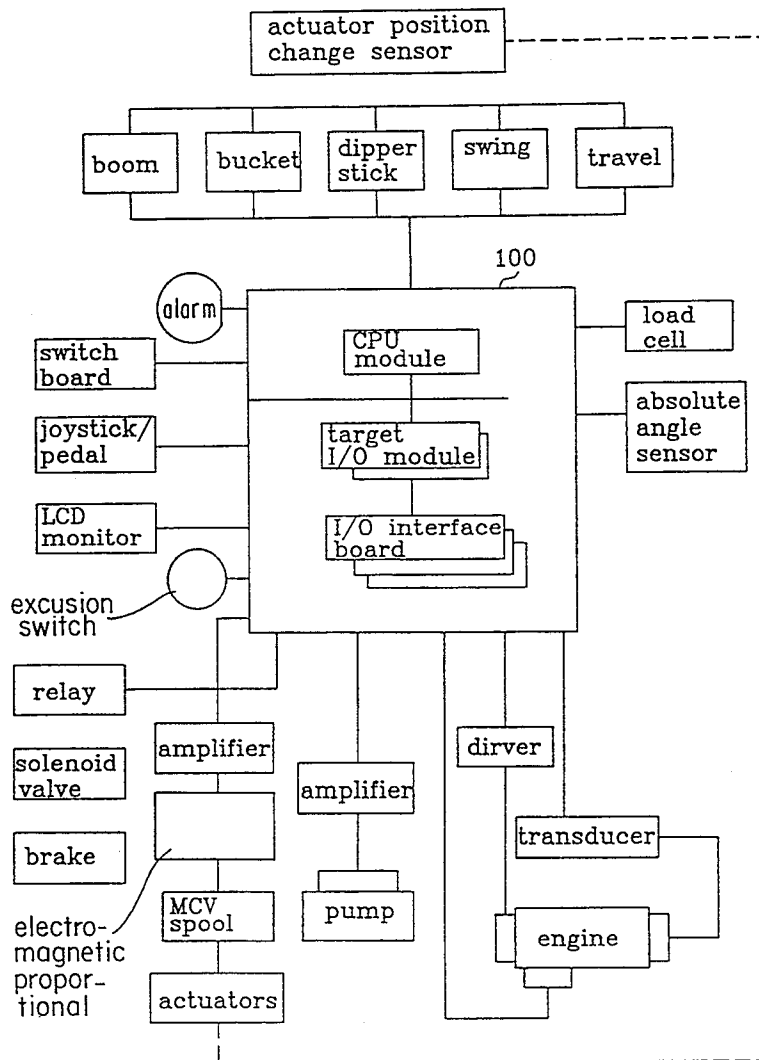 actuator position
change sensor
boom
bucket
dipper
stick
swing
travel
100
alarm
CPU
module
load
cell
switch
board
target
I/O module
absolute
angle
sensor
joystick/
pedal
LCD
monitor
I/O interface
board
excusion
switch
relay
amplifier
dirver
solenoid
valve
amplifier
transducer
brake
MCV
spool
pump
engine
electro-
magnetic
propor-
tional
actuators